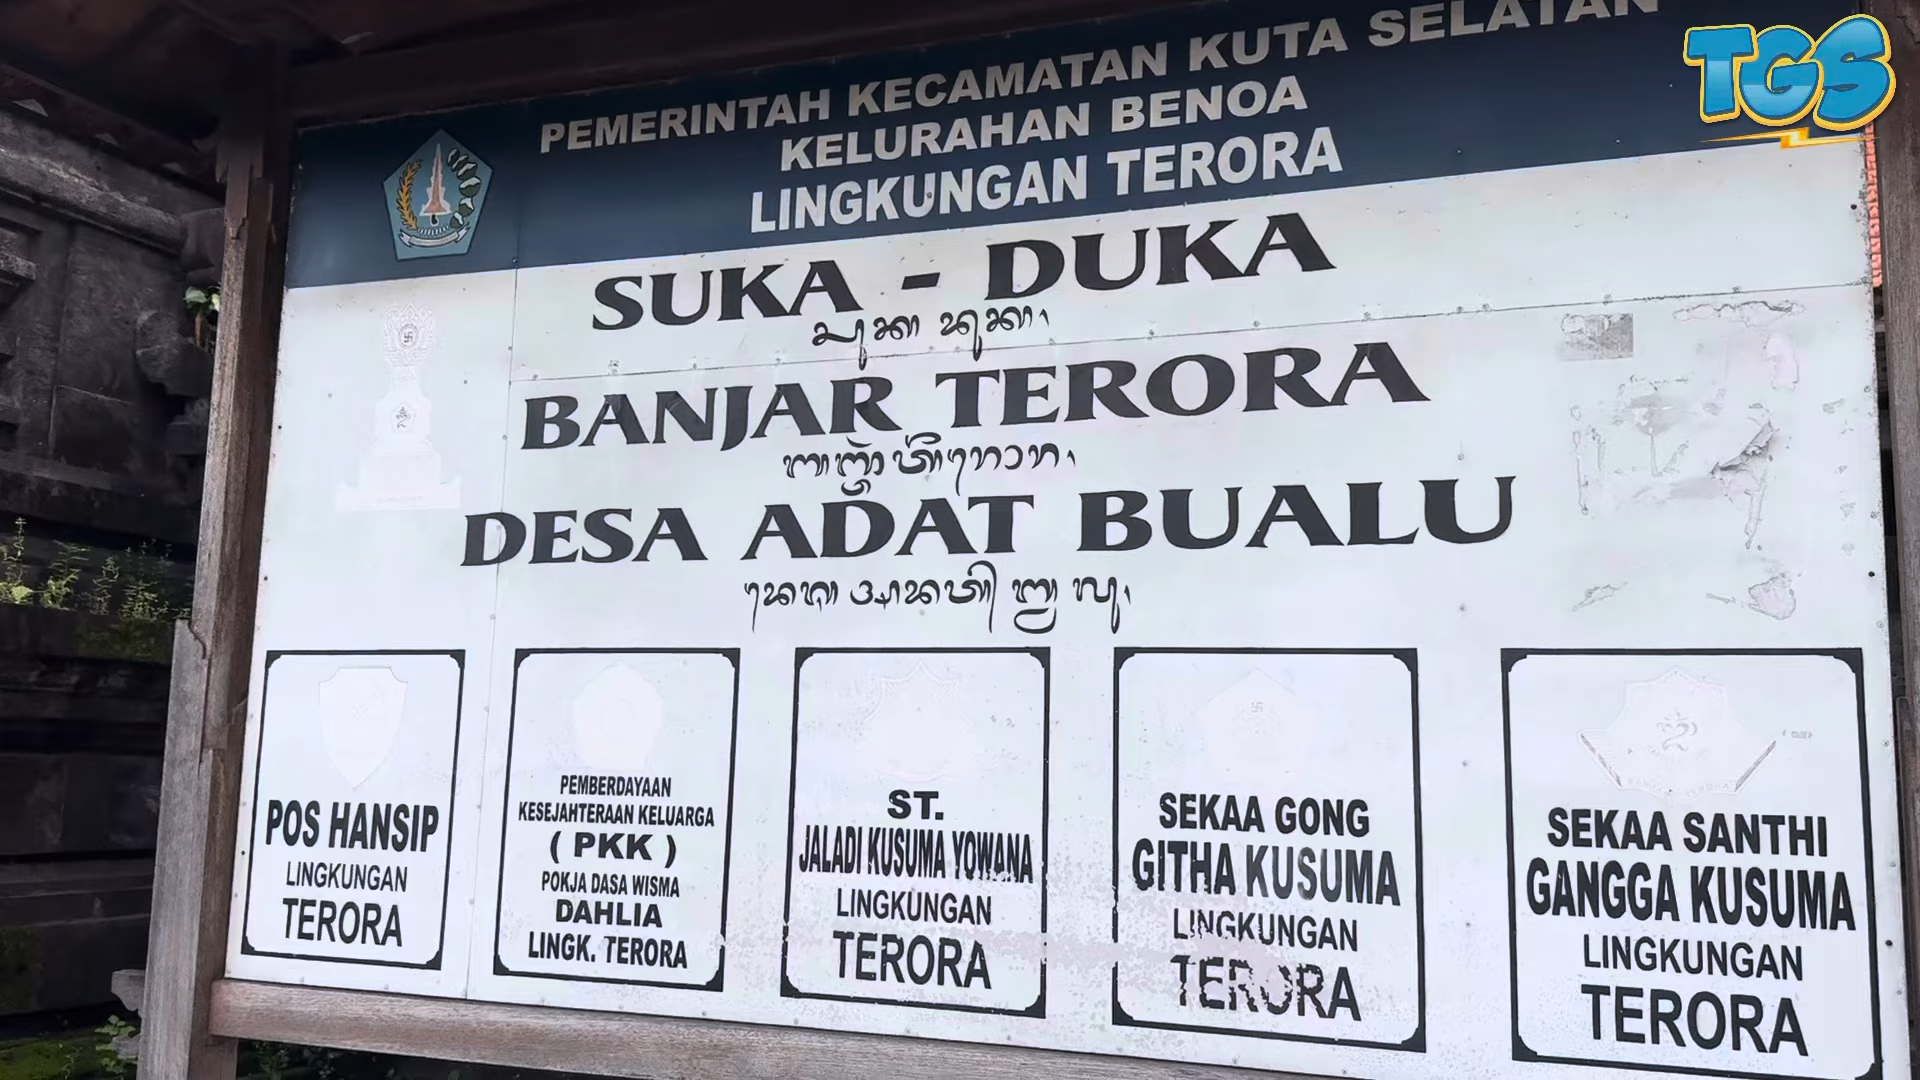 TGS
PEMERINTAH KECAMATAN KUTA SELATAN
KELURAHAN BENOA
LINGKUNGAN TERORA
SUKA - DUKA
BANJAR TERORA
DESA ADAT BUALU
POS HANSIP
LINGKUNGAN
TERORA
PEMBERDAYAAN
KESEJAHTERAAN KELUARGA
( PKK )
POKJA DASA WISMA
DAHLIA
LINGK. TERORA
ST.
JALADI KUSUMA YOWANA
LINGKUNGAN
TERORA
SEKAA GONG
GITHA KUSUMA
LINGKUNGAN
TERORA
SEKAA SANTHI
GANGGA KUSUMA
LINGKUNGAN
TERORA